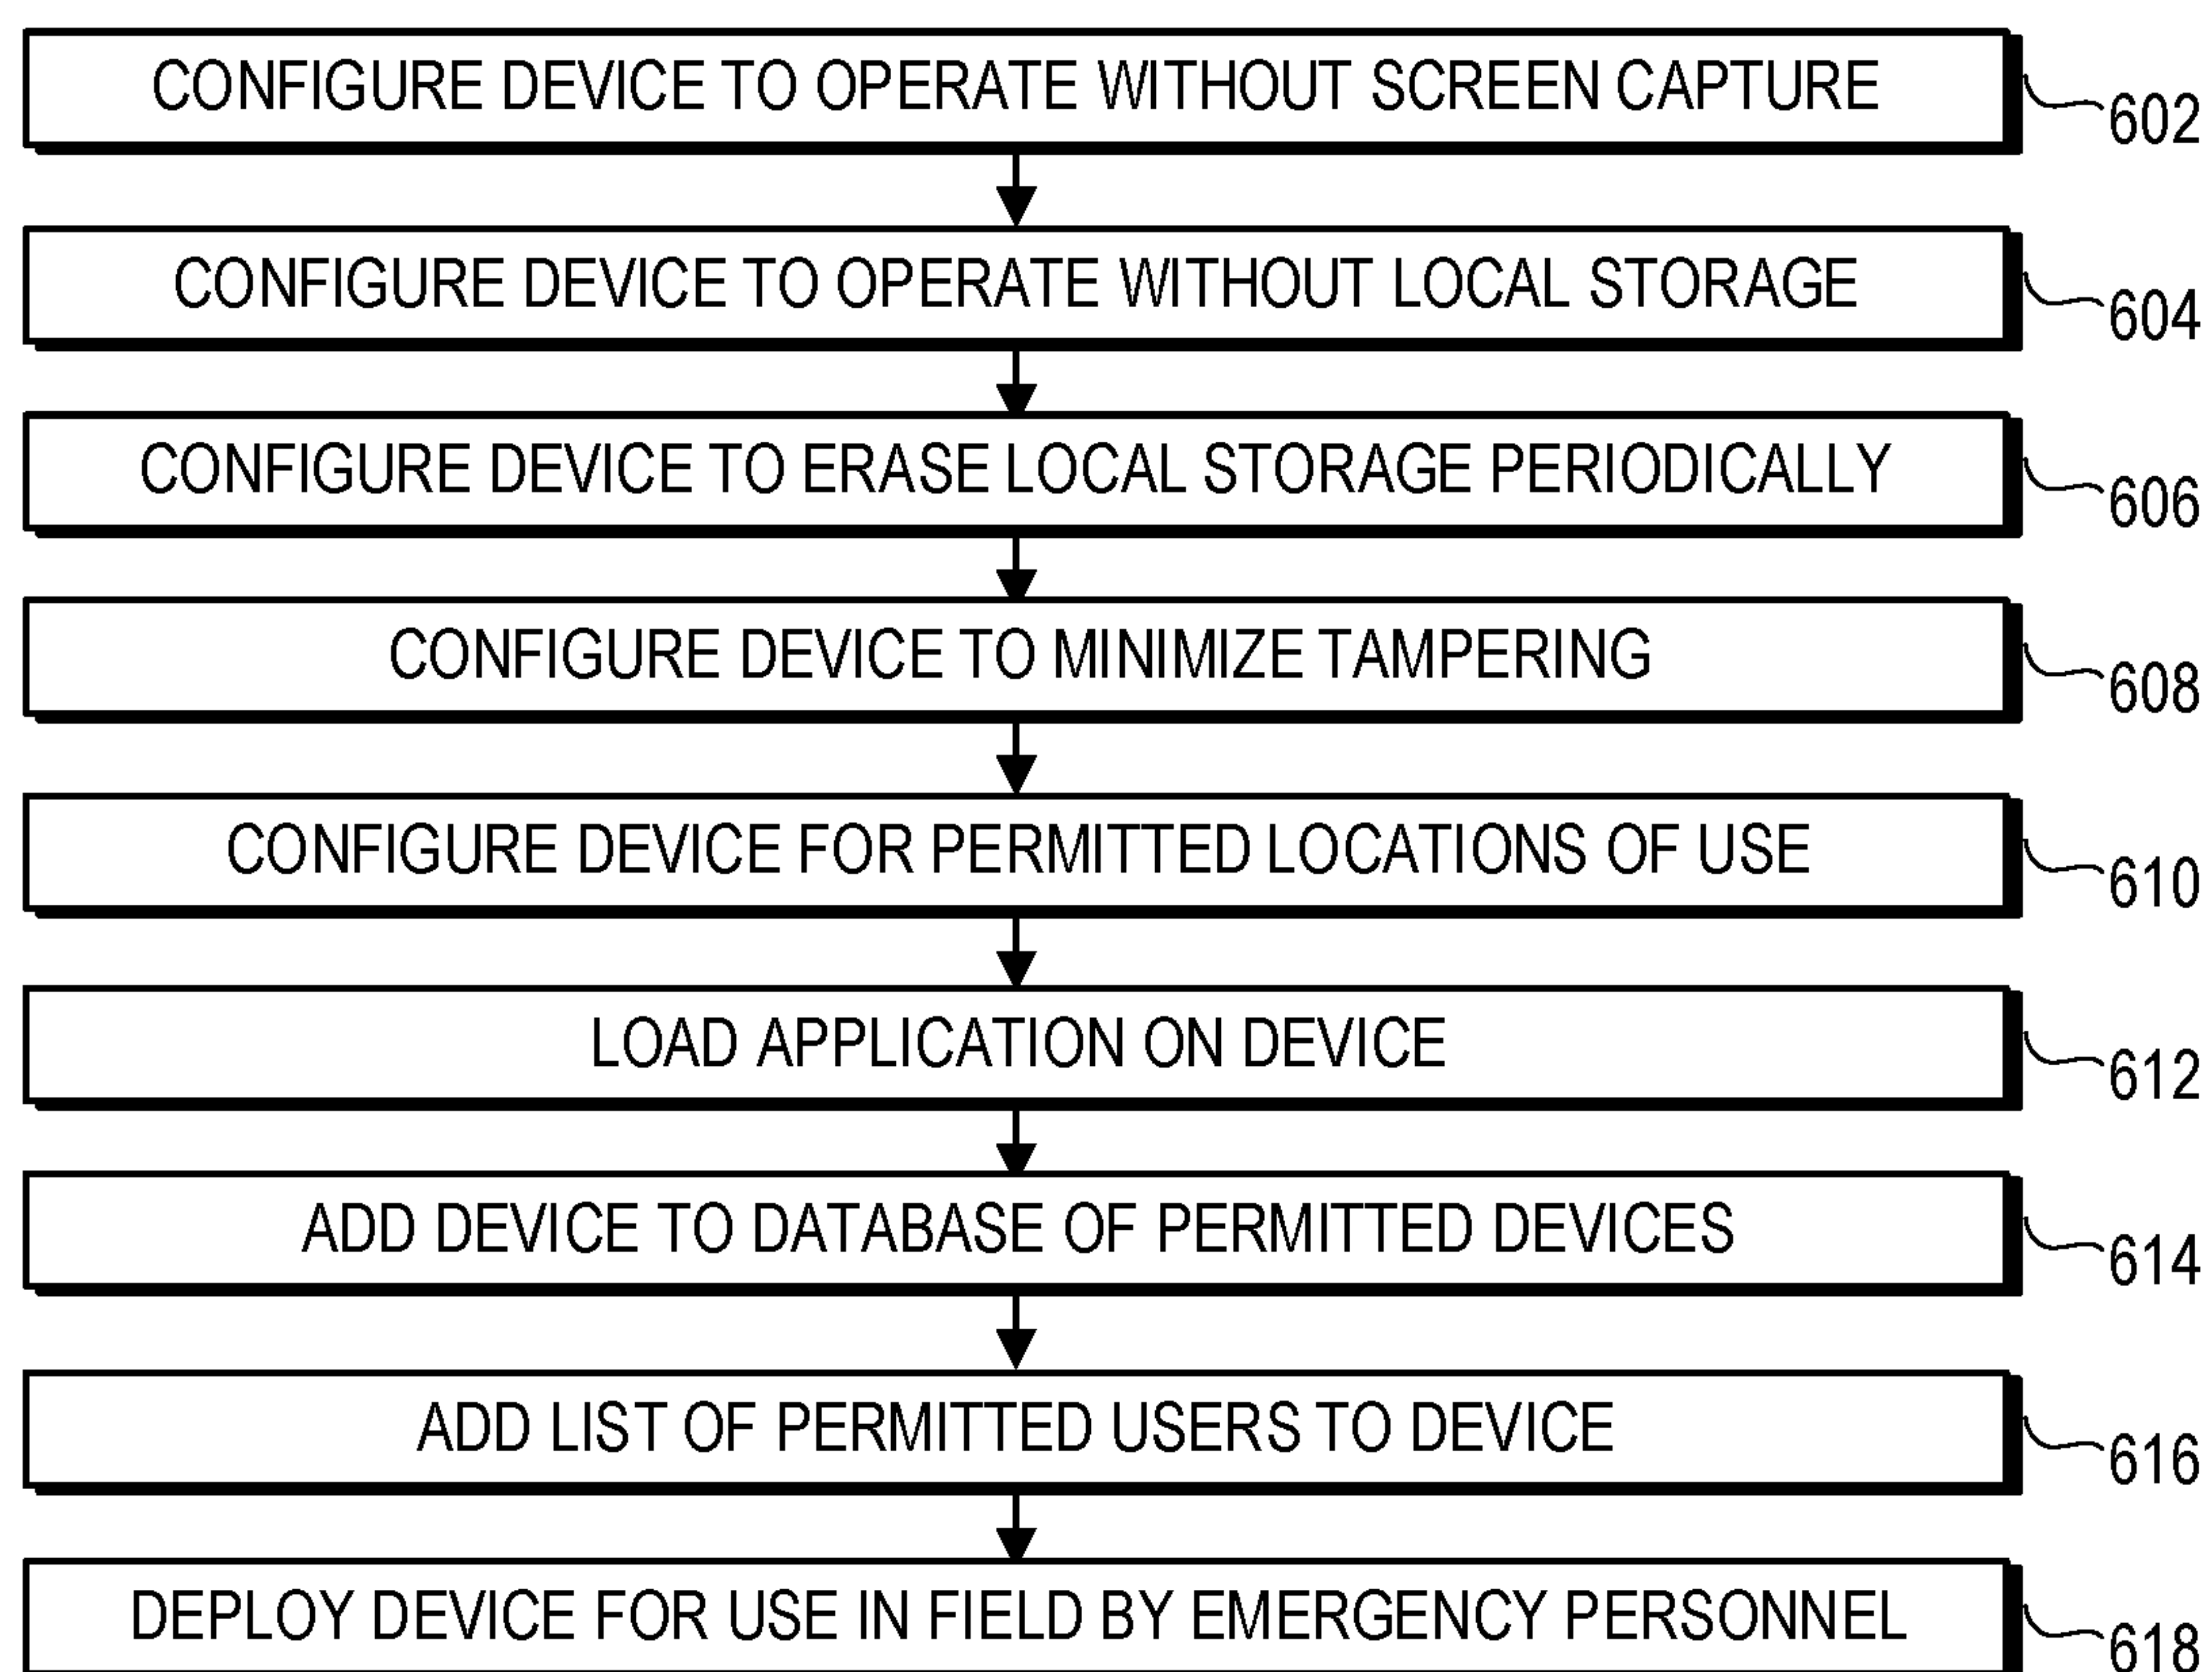 CONFIGURE DEVICE TO OPERATE WITHOUT SCREEN CAPTURE
602
CONFIGURE DEVICE TO OPERATE WITHOUT LOCAL STORAGE
604
CONFIGURE DEVICE TO ERASE LOCAL STORAGE PERIODICALLY
606
CONFIGURE DEVICE TO MINIMIZE TAMPERING
608
CONFIGURE DEVICE FOR PERMITTED LOCATIONS OF USE
610
LOAD APPLICATION ON DEVICE
612
ADD DEVICE TO DATABASE OF PERMITTED DEVICES
614
ADD LIST OF PERMITTED USERS TO DEVICE
616
DEPLOY DEVICE FOR USE IN FIELD BY EMERGENCY PERSONNEL
618